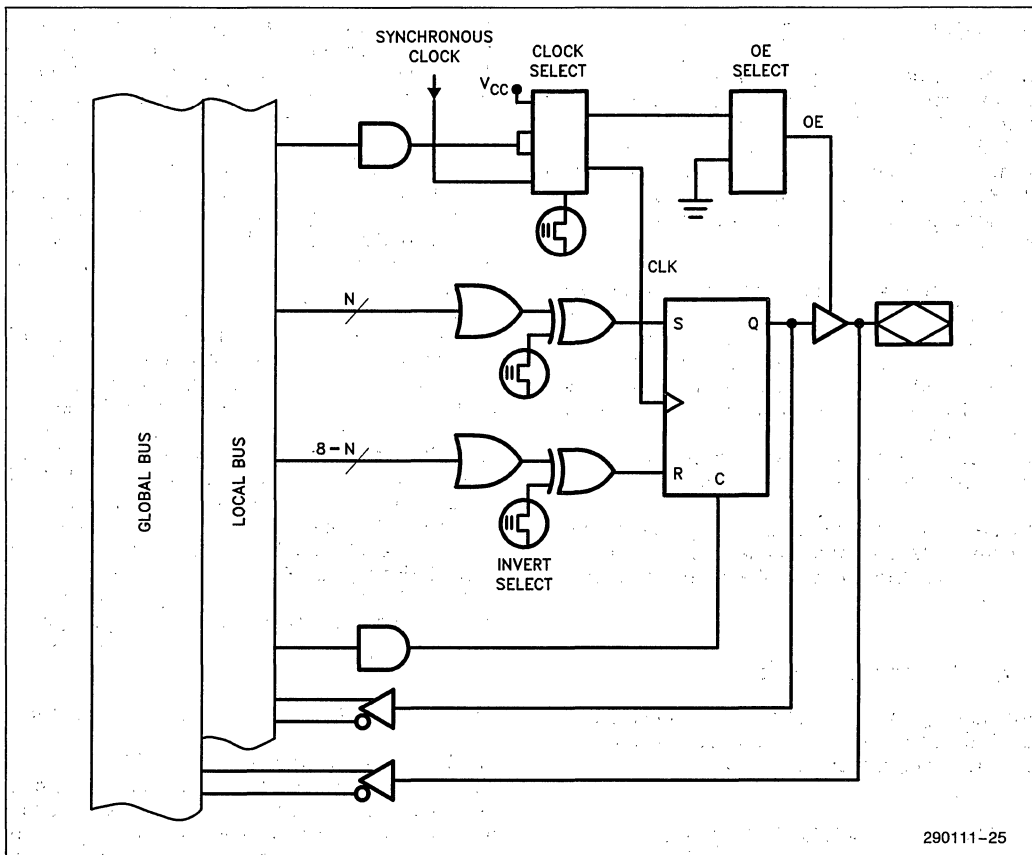 SYNCHRONOUS
CLOCK
CLOCK
SELECT
OE
SELECT
VCC
OE
CLK
N
S
Q
8-N
R
C
GLOBAL BUS
LOCAL BUS
INVERT
SELECT
290111-25